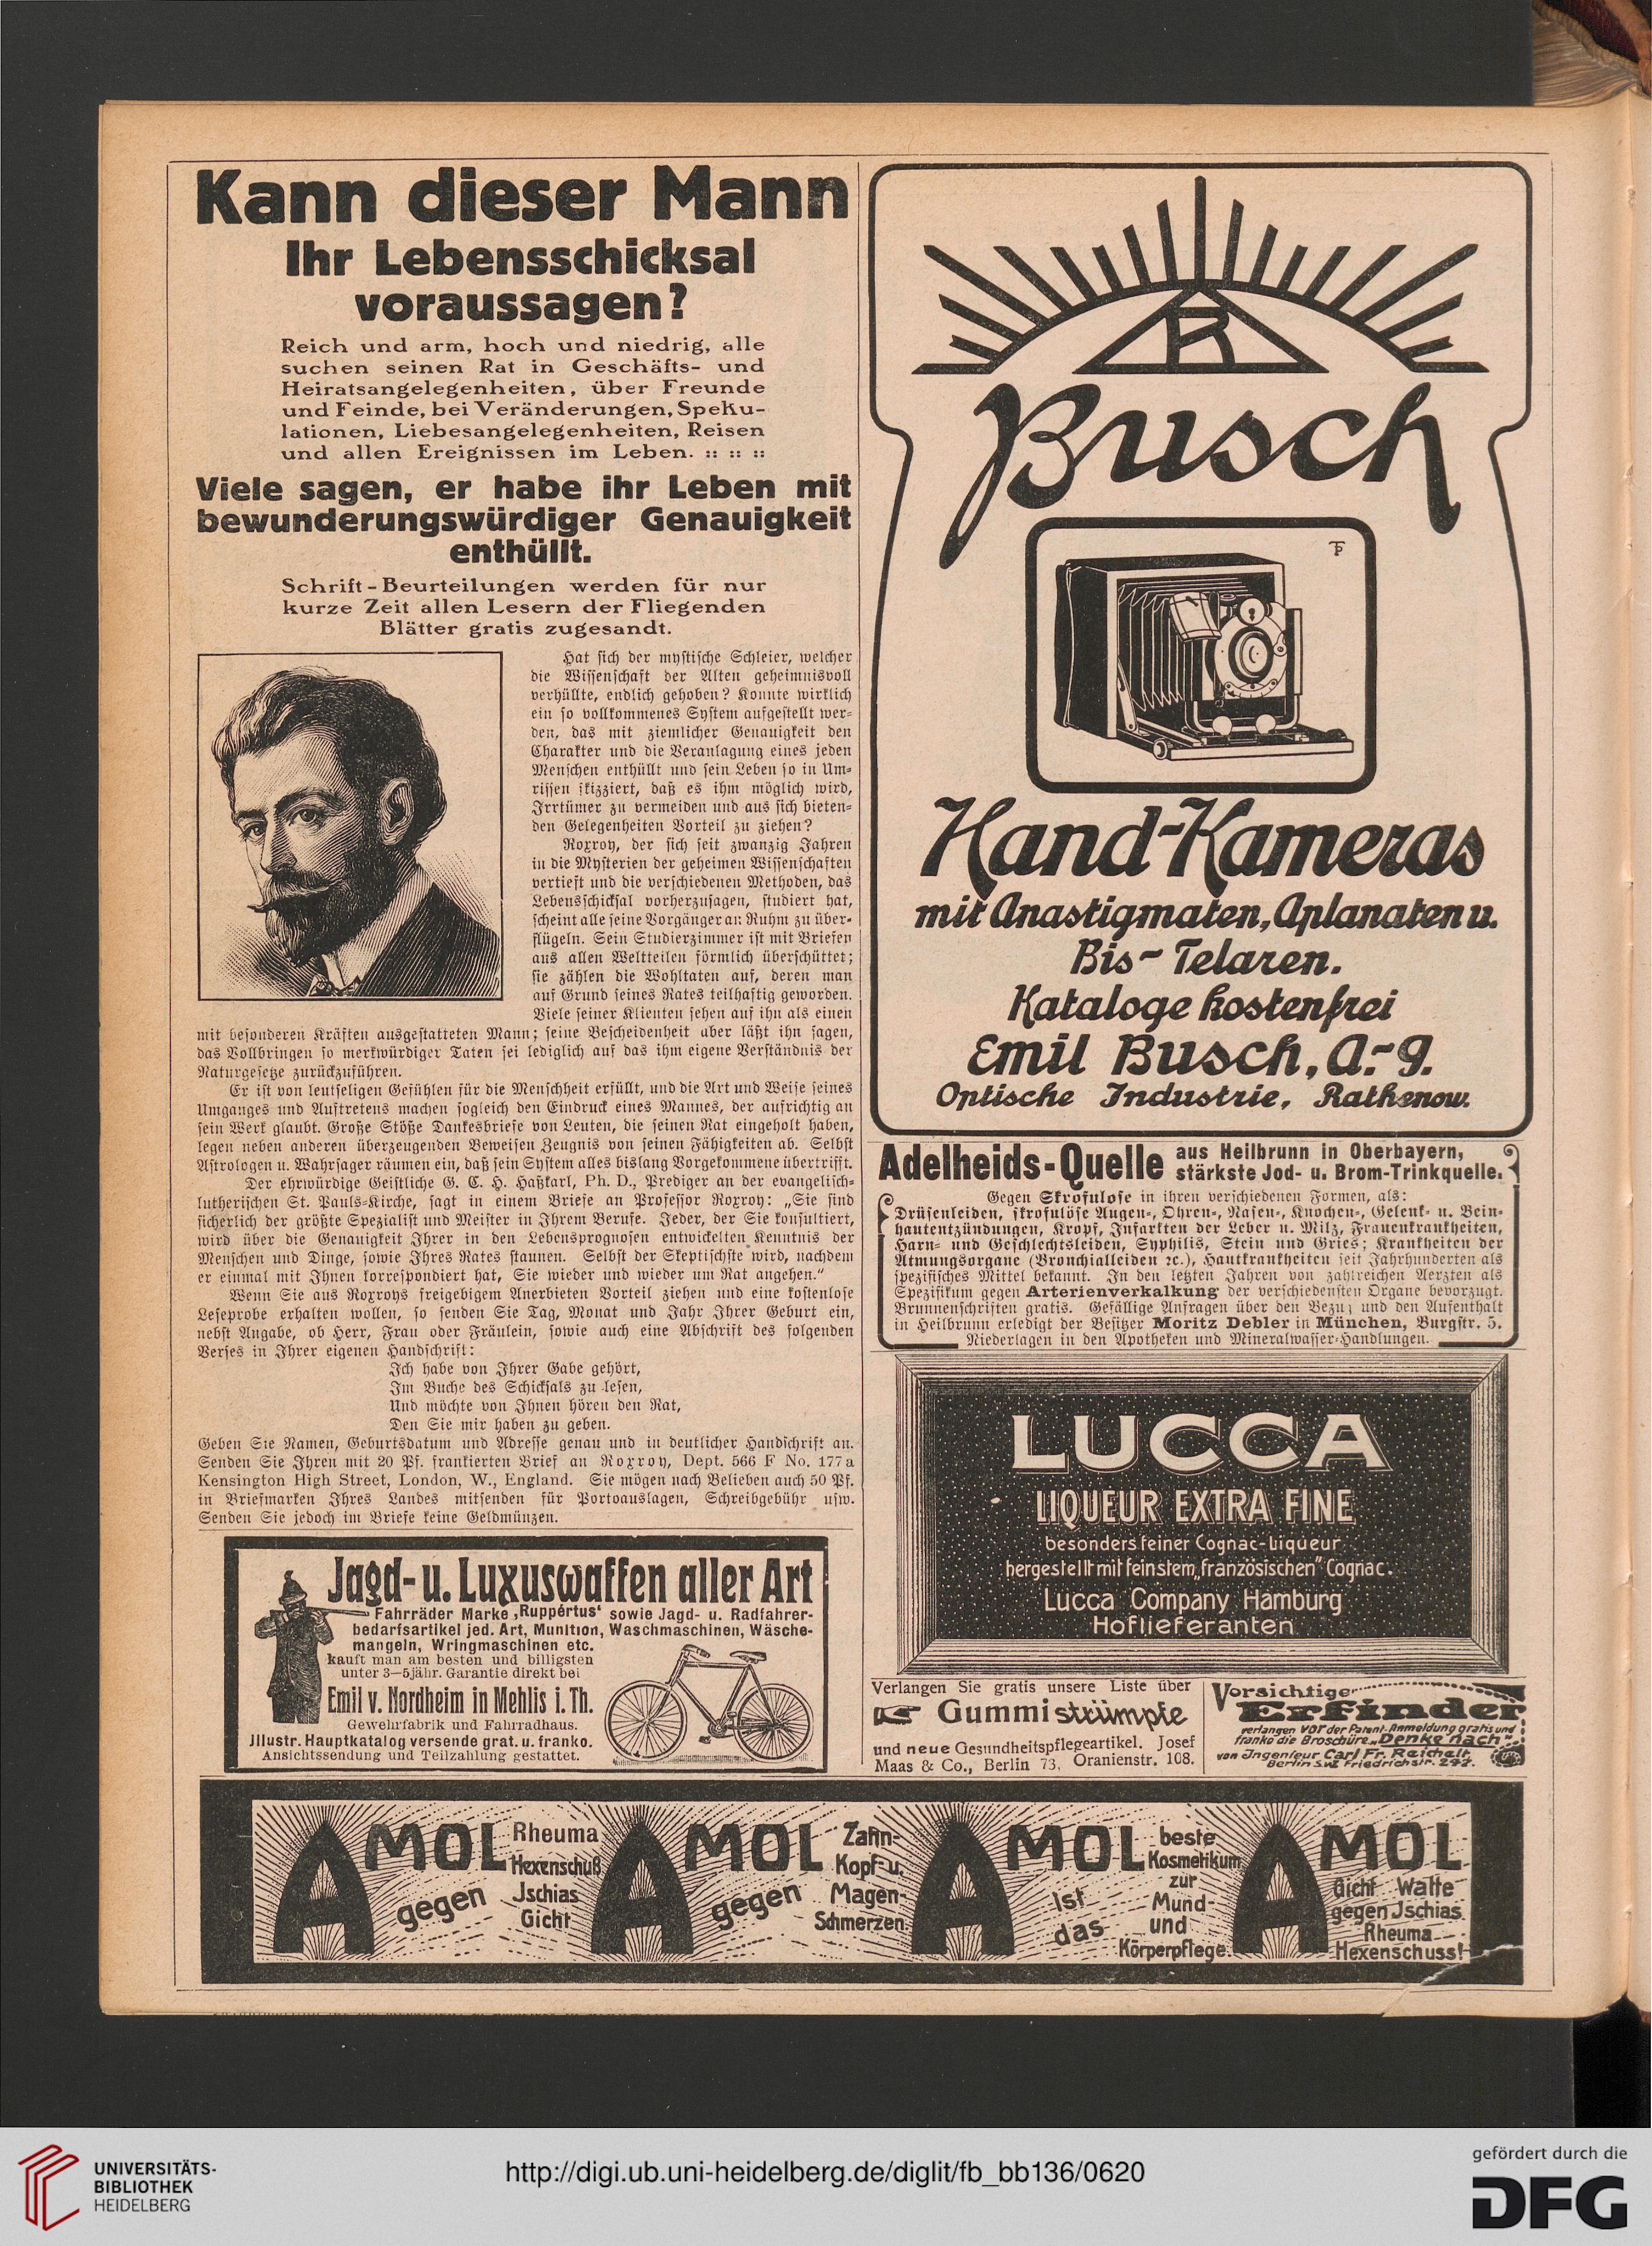 Kann dieser Mann
Ihr Lebensschicksal
voraussagen?
Reich und arm, hoch und niedrig, alle
suchen seinen Rat in Geschäfts- und
Heiratsangelegenheiten, über Freunde
und Feinde, bei Veränderungen, Speku-
lationen, Liebesangelegenheiten, Reisen
und allen Ereignissen im Leben. :: :: ::
Viele sagen, er habe ihr Leben mit
bewunderungswürdiger Genauigkeit
enthüllt.
Schrift-Beurteilungen werden für nur
kurze Zeit allen Lesern der Fliegenden
Blätter gratis zugesandt.
Hat sich der mystische Schleier, welcher
die Wissenschaft der Alten geheimnisvoll
verhüllte, endlich gehoben? Konnte wirklich
ein so vollkommenes System aufgestellt wer-
den, das mit ziemlicher Genauigkeit den
Charakter und die Veranlagung eines jeden
Menschen enthüllt und sein Leben so in Um-
rissen skizziert, daß es ihm möglich wird,
Irrtümer zu vermeiden und aus sich bieten-
den Gelegenheiten Vorteil zu ziehen?
Roxroy, der sich seit zwanzig Jahren
in die Mysterien der geheimen Wissenschaften
vertieft und die verschiedenen Methoden, das
Lebensschicksal vorherzusagen, studiert hat,
scheint alle seine Vorgänger an Ruhm zu über-
flügeln. Sein Studierzimmer ist mit Briefen
aus allen Weltteilen förmlich überschüttet;
sie zählen die Wohltaten auf, deren man
auf Grund seines Rates teilhaftig geworden.
Viele seiner Klienten sehen auf ihn als einen
mit besonderen Kräften ausgestatteten Mann; seine Bescheidenheit aber läßt ihn sagen,
das Vollbringen so merkwürdiger Taten sei lediglich auf das ihm eigene Verständnis der
Naturgesetze zurückzuführen.
Er ist von leutseligen Gefühlen für die Menschheit erfüllt, und die Art und Weise seines
Umganges und Auftretens machen sogleich den Eindruck eines Mannes, der aufrichtig an
sein Werk glaubt. Große Stöße Dankesbriefe von Leuten, die seinen Rat eingeholt haben,
legen neben anderen überzeugenden Beweisen Zeugnis von seinen Fähigkeiten ab. Selbst
Astrologen u. Wahrsager räumen ein, daß sein System alles bislang Vorgekommene übertrifft.
Der ehrwürdige Geistliche G. C. H. Haßkarl, Ph. D., Prediger an der evangelisch-
lutherischen St. Pauls-Kirche, sagt in einem Briefe an Professor Roxroy: „Sie sind
sicherlich der größte Spezialist und Meister in Ihrem Berufe. Jeder, der Sie konsultiert,
wird über die Genauigkeit Ihrer in den Lebensprognosen entwickelten Kenntnis der
Menschen und Dinge, sowie Ihres Rates staunen. Selbst der Skeptischste wird, nachdem
er einmal mit Ihnen korrespondiert hat, Sie wieder und wieder um Rat angehen.“
Wenn Sie aus Roxroys freigebigem Anerbieten Vorteil ziehen und eine kostenlose
Leseprobe erhalten wollen, so senden Sie Tag, Monat und Jahr Ihrer Geburt ein,
nebst Angabe, ob Herr, Frau oder Fräulein, sowie auch eine Abschrift des folgenden
Verses in Ihrer eigenen Handschrift:
Ich habe von Ihrer Gabe gehört,
Im Buche des Schicksals zu lesen,
Und möchte von Ihnen hören den Rat,
Den Sie mir haben zu geben.
Geben Sie Namen, Geburtsdatum und Adresse genau und in deutlicher Handschrift an.
Senden Sie Ihren mit 20 Pf. frankierten Brief an Roxroy, Dept. 566 F No. 177a
Kensington High Street, London, W., England. Sie mögen nach Belieben auch 50 Pf.
in Briefmarken Ihres Landes mitsenden für Portoauslagen, Schreibgebühr usw.
Senden Sie jedoch im Briefe keine Geldmünzen.
Jagd- u. Luxuswaffen aller Art
Fahrräder Marke ‚Ruppertus‘ sowie Jagd- u. Radfahrer-
bedarfsartikel jed. Art, Munition, Waschmaschinen, Wäsche-
mangeln, Wringmaschinen etc.
kauft man am besten und billigsten
unter 3—5jähr. Garantie direkt bei
Emil v. Nordheim in Mehlis i. Th.
Gewehrfabrik und Fahrradhaus.
Jllustr. Hauptkatalog versende grat. u. franko.
Ansichtssendung und Teilzahlung gestattet.
R
Busch
Hand-Kameras
mit Anastigmaten, Aplanaten u.
Bis-Telaren.
Kataloge kostenfrei
Emil Busch, A.-G.
Optische Industrie, Rathenow.
Adelheids-Quelle
aus Heilbrunn in Oberbayern,
stärkste Jod- u. Brom-Trinkquelle.
Gegen Skrofulose in ihren verschiedenen Formen, als:
Drüsenleiden, skrofulöse Augen-, Ohren-, Nasen-, Knochen-, Gelenk- u. Bein-
hautentzündungen, Kropf, Infarkten der Leber u. Milz, Frauenkrankheiten,
Harn- und Geschlechtsleiden, Syphilis, Stein und Gries; Krankheiten der
Atmungsorgane (Bronchialleiden ꝛc.), Hautkrankheiten seit Jahrhunderten als
spezifisches Mittel bekannt. In den letzten Jahren von zahlreichen Aerzten als
Spezifikum gegen Arterienverkalkung der verschiedensten Organe bevorzugt.
Brunnenschriften gratis. Gefällige Anfragen über den Bezug und den Aufenthalt
in Heilbrunn erledigt der Besitzer Moritz Debler in München, Burgstr. 5.
Niederlagen in den Apotheken und Mineralwasser-Handlungen.
LUCCA
LIQUEUR EXTRA FINE
besonders feiner Cognac-Liqueur
hergestellt mit feinstem „französischen“ Cognac.
Lucca Company Hamburg
Hoflieferanten
Verlangen Sie gratis unsere Liste über
Gummistrümpfe
und neue Gesundheitspflegeartikel. Josef
Maas & Co., Berlin 73, Oranienstr. 108.
Vorsichtige
Erfinder
verlangen vor der Patent-Anmeldung gratis und
franko die Broschüre „Denke nach“
von Jngenieur Carl Fr. Reichelt,
Berlin S.W. Friedrichstr. 247.
AMOL gegen Rheuma Hexenschuß Jschias Gicht
AMOL gegen Zahn- Kopf- u. Magen- Schmerzen.
AMOL ist das beste Kosmetikum zur Mund- und Körperpflege.
AMOL Gicht Watte gegen Jschias Rheuma Hexenschuss!
UNIVERSITÄTS-
BIBLIOTHEK
HEIDELBERG
http://digi.ub.uni-heidelberg.de/diglit/fb_bb136/0620
gefördert durch die
DFG